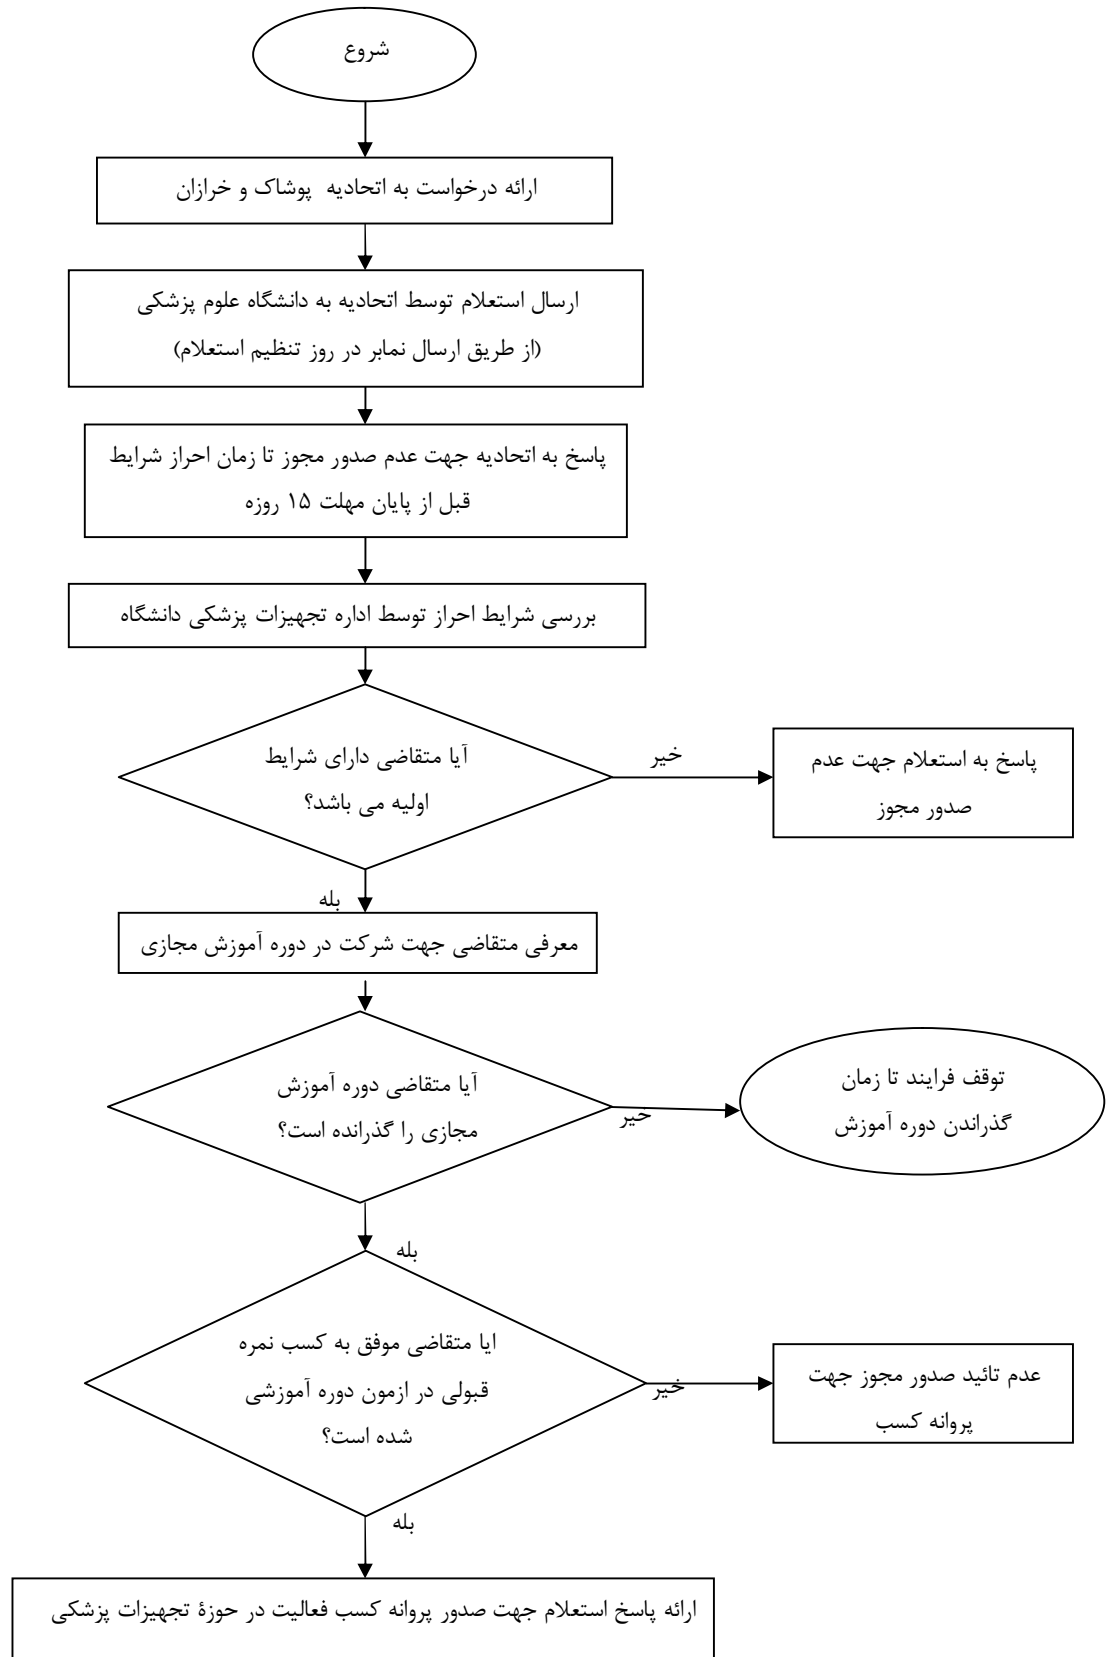 شروع
ارائه درخواست به اتحادیه پوشاک و خرازان
ارسال استعلام توسط اتحادیه به دانشگاه علوم پزشکی
(از طریق ارسال نمابر در روز تنظیم استعلام)
پاسخ به اتحادیه جهت عدم صدور مجوز تا زمان احراز شرایط
قبل از پایان مهلت ۱۵ روزه
بررسی شرایط احراز توسط اداره تجهیزات پزشکی دانشگاه
آیا متقاضی دارای شرایط
اولیه می باشد؟
خیر
پاسخ به استعلام جهت عدم
صدور مجوز
بله
معرفی متقاضی جهت شرکت در دوره آموزش مجازی
آیا متقاضی دوره آموزش
مجازی را گذرانده است؟
خیر
توقف فرایند تا زمان
گذراندن دوره آموزش
بله
ایا متقاضی موفق به کسب نمره
قبولی در ازمون دوره آموزشی
شده است؟
خیر
عدم تائید صدور مجوز جهت
پروانه کسب
بله
ارائه پاسخ استعلام جهت صدور پروانه کسب فعالیت در حوزۀ تجهیزات پزشکی